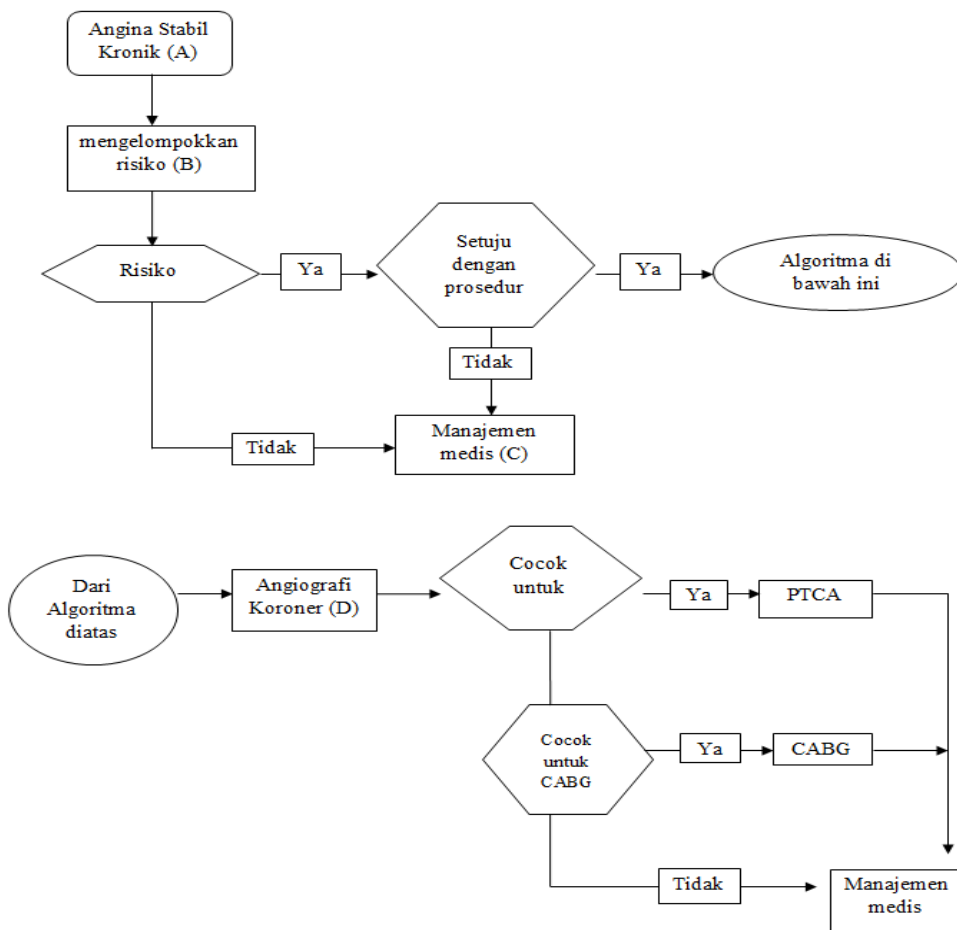 Angina Stabil
Kronik (A)
mengelompokkan
risiko (B)
Risiko
Ya
Setuju
dengan
prosedur
Ya
Algoritma di
bawah ini
Tidak
Tidak
Manajemen
medis (C)
Dari
Algoritma
diatas
Angiografi
Koroner (D)
Cocok
untuk
Ya
PTCA
Cocok
untuk
CABG
Ya
CABG
Tidak
Manajemen
medis